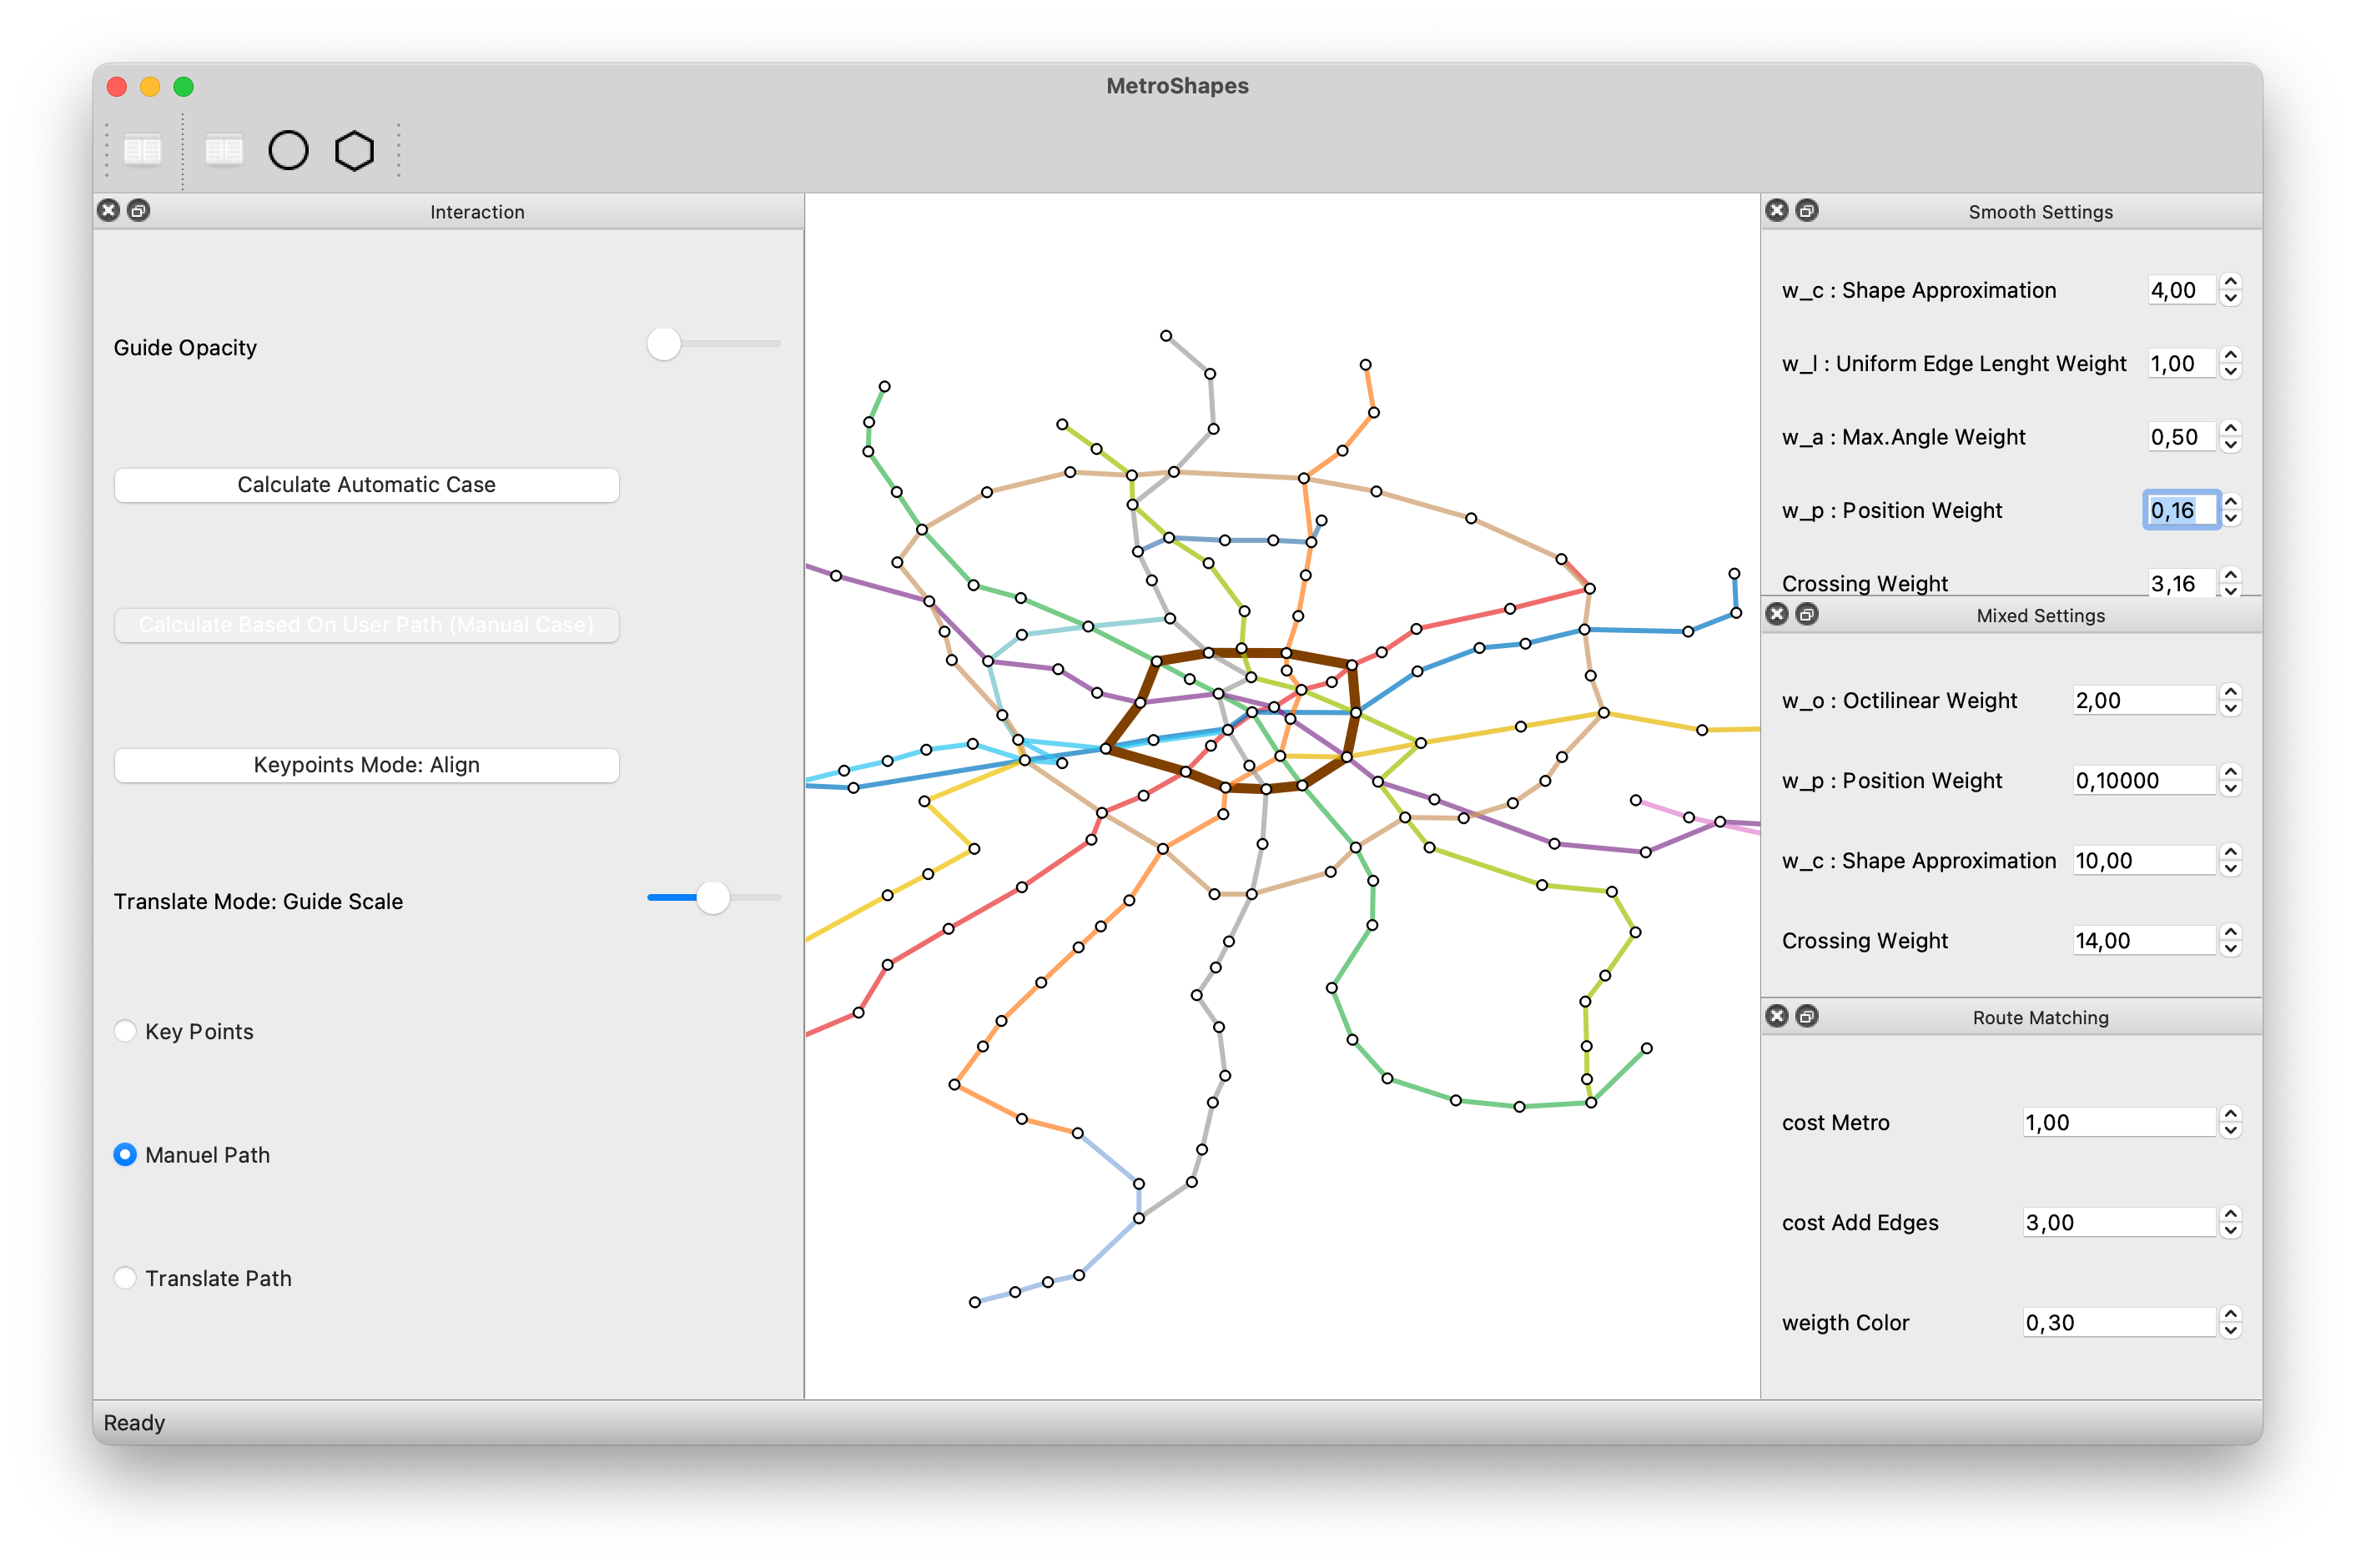 MetroShapes
Interaction
Guide Opacity
Calculate Automatic Case
Calculate Based On User Path (Manual Case)
Keypoints Mode: Align
Translate Mode: Guide Scale
Key Points
Manuel Path
Translate Path
Smooth Settings
w_c : Shape Approximation 4,00
w_l : Uniform Edge Lenght Weight 1,00
w_a : Max.Angle Weight 0,50
w_p : Position Weight 0,16
Crossing Weight 3,16
Mixed Settings
w_o : Octilinear Weight 2,00
w_p : Position Weight 0,10000
w_c : Shape Approximation 10,00
Crossing Weight 14,00
Route Matching
cost Metro 1,00
cost Add Edges 3,00
weigth Color 0,30
Ready